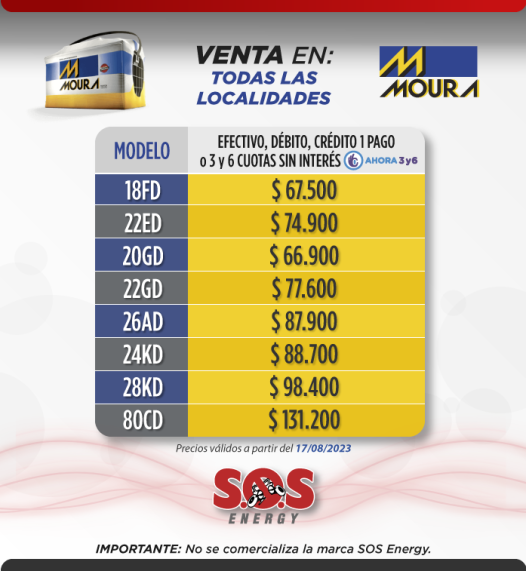 MOURA
VENTA EN:
TODAS LAS
LOCALIDADES
MOURA
MODELO
EFECTIVO, DÉBITO, CRÉDITO 1 PAGO
o 3 y 6 CUOTAS SIN INTERÉS AHORA 3 y 6
18FD $ 67.500
22ED $ 74.900
20GD $ 66.900
22GD $ 77.600
26AD $ 87.900
24KD $ 88.700
28KD $ 98.400
80CD $ 131.200
Precios válidos a partir del 17/08/2023
S.O.S
ENERGY
IMPORTANTE: No se comercializa la marca SOS Energy.